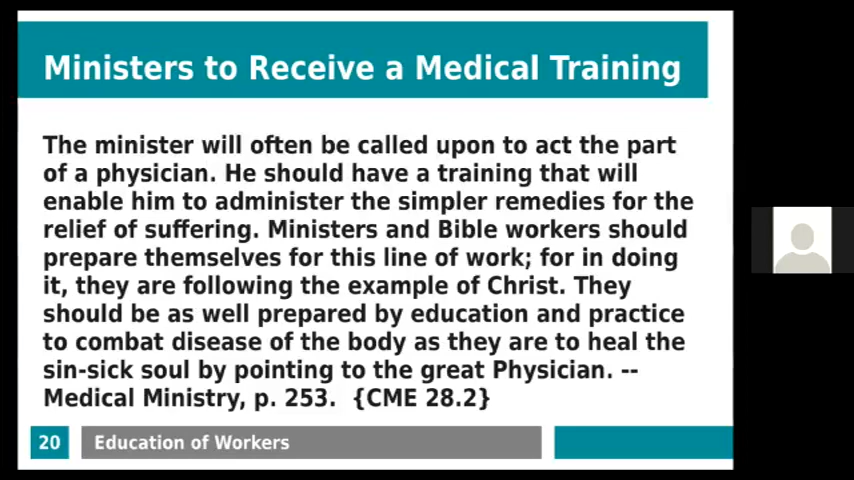 Ministers to Receive a Medical Training
The minister will often be called upon to act the part
of a physician. He should have a training that will
enable him to administer the simpler remedies for the
relief of suffering. Ministers and Bible workers should
prepare themselves for this line of work; for in doing
it, they are following the example of Christ. They
should be as well prepared by education and practice
to combat disease of the body as they are to heal the
sin-sick soul by pointing to the great Physician. --
Medical Ministry, p. 253.  {CME 28.2}
20
Education of Workers